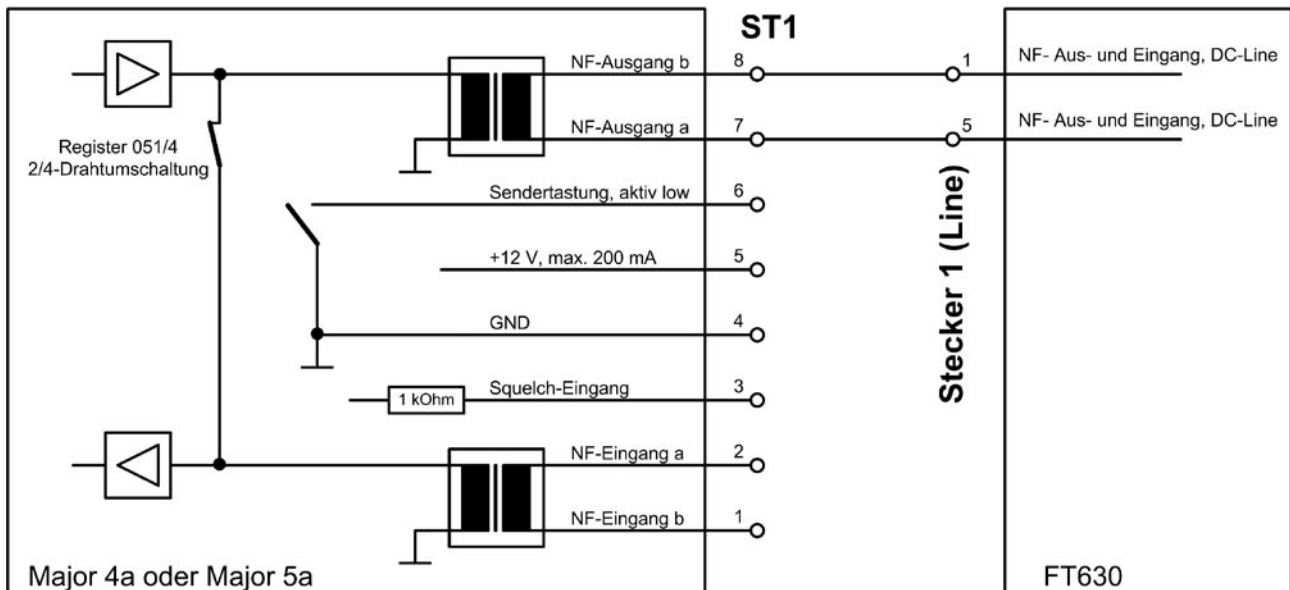 ST1
NF-Ausgang b
8
1
NF- Aus- und Eingang, DC-Line
NF-Ausgang a
7
5
NF- Aus- und Eingang, DC-Line
Register 051/4
2/4-Drahtumschaltung
Sendertastung, aktiv low
6
+12 V, max. 200 mA
5
GND
4
Stecker 1 (Line)
1 kOhm
Squelch-Eingang
3
NF-Eingang a
2
NF-Eingang b
1
Major 4a oder Major 5a
FT630